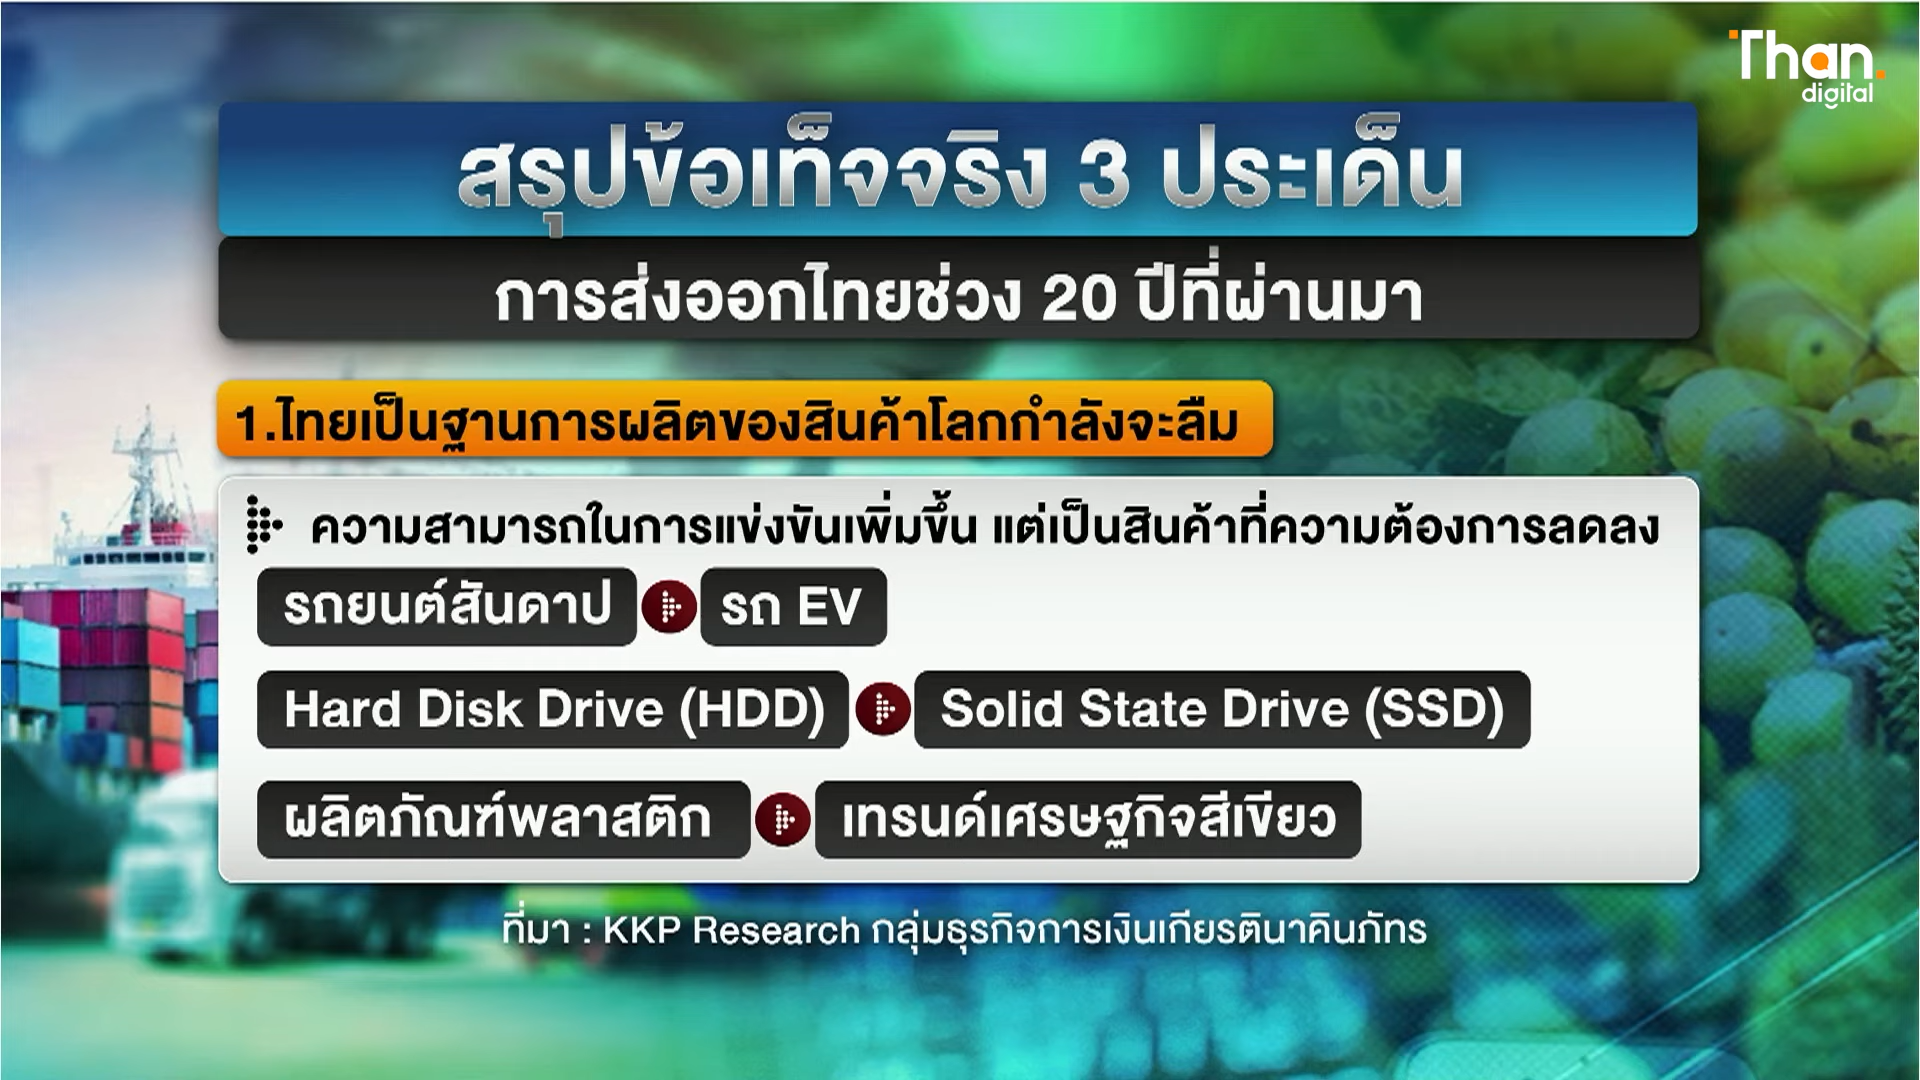 Than.
digital
สรุปข้อเท็จจริง 3 ประเด็น
การส่งออกไทยช่วง 20 ปีที่ผ่านมา
1.ไทยเป็นฐานการผลิตของสินค้าโลกกำลังจะลืม
ความสามารถในการแข่งขันเพิ่มขึ้น แต่เป็นสินค้าที่ความต้องการลดลง
รถยนต์สันดาป รถ EV
Hard Disk Drive (HDD) Solid State Drive (SSD)
ผลิตภัณฑ์พลาสติก เทรนด์เศรษฐกิจสีเขียว
ที่มา : KKP Research กลุ่มธุรกิจการเงินเกียรตินาคินภัทร